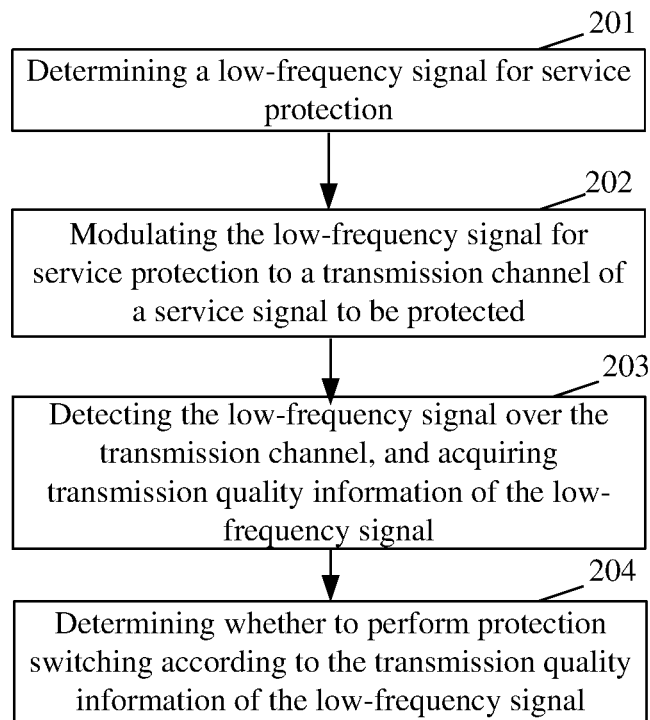 201
Determining a low-frequency signal for service
protection
202
Modulating the low-frequency signal for
service protection to a transmission channel of
a service signal to be protected
203
Detecting the low-frequency signal over the
transmission channel, and acquiring
transmission quality information of the low-
frequency signal
204
Determining whether to perform protection
switching according to the transmission quality
information of the low-frequency signal